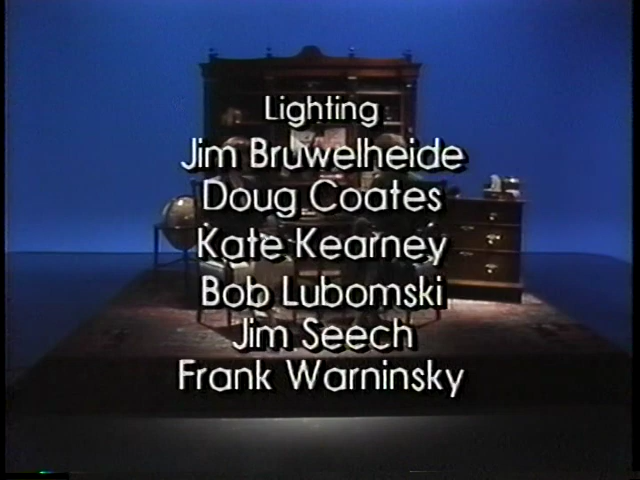 Lighting
Jim Bruwelheide
Doug Coates
Kate Kearney
Bob Lubomski
Jim Seech
Frank Warninsky